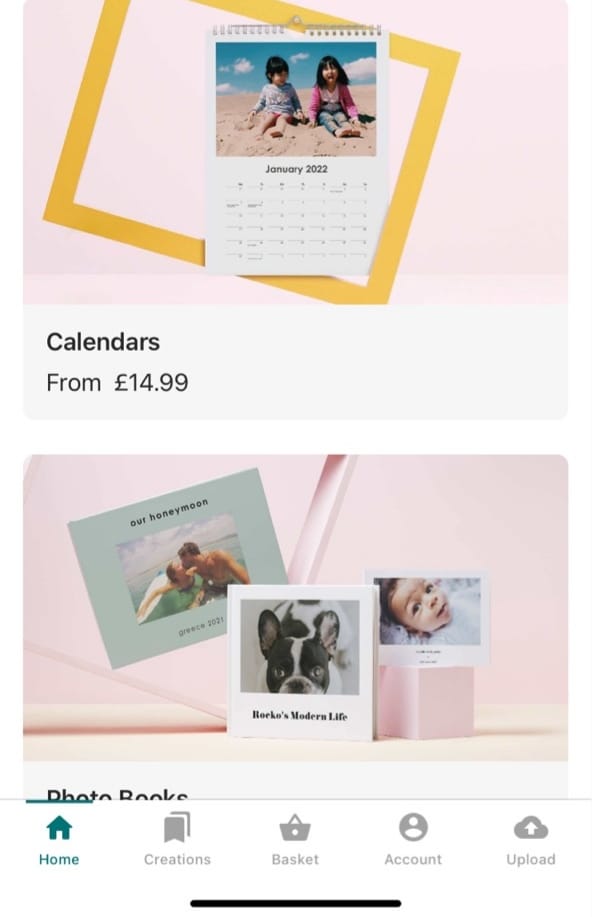 January 2022
Calendars
From £14.99
our honeymoon
greece 2021
Rocko's Modern Life
Photo Books
Home
Creations
Basket
Account
Upload